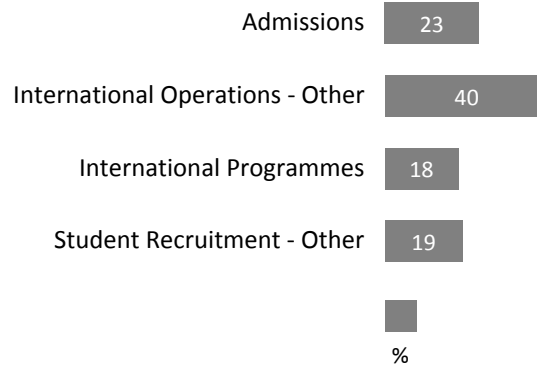 Admissions 23
International Operations - Other 40
International Programmes 18
Student Recruitment - Other 19
%